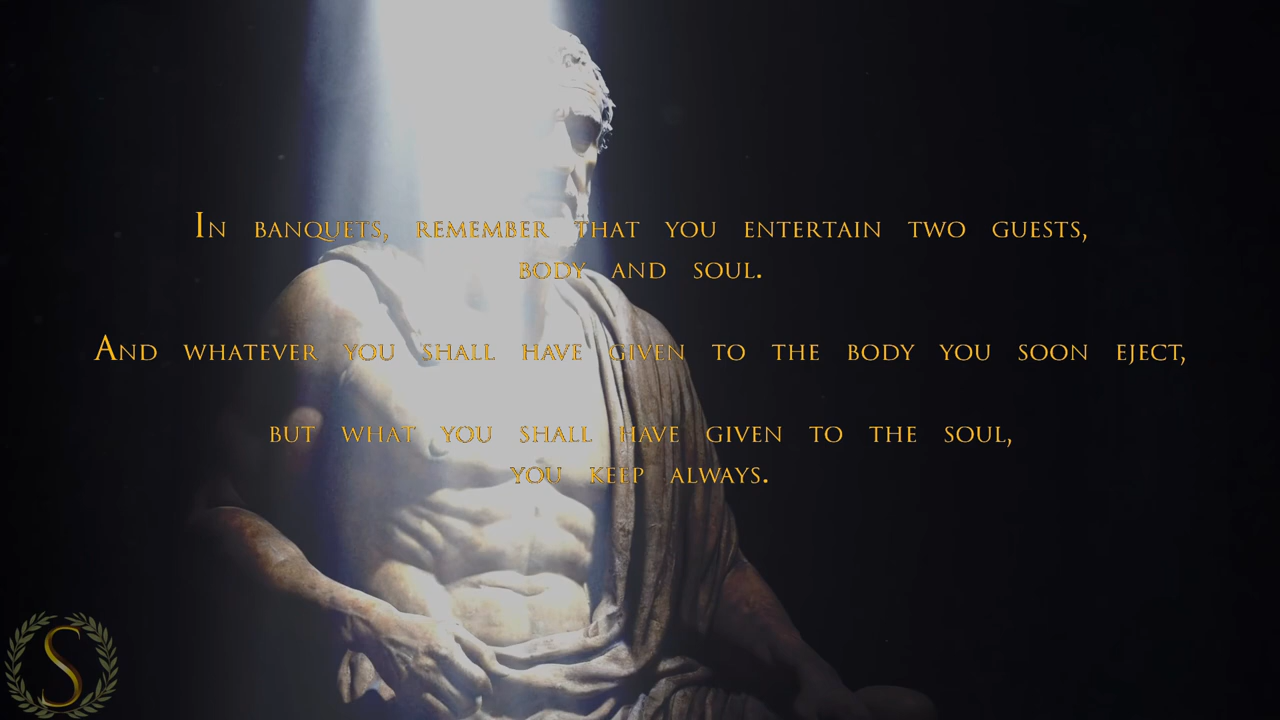 In banquets, remember that you entertain two guests,
body and soul.
And whatever you shall have given to the body you soon eject,
but what you shall have given to the soul,
you keep always.
S